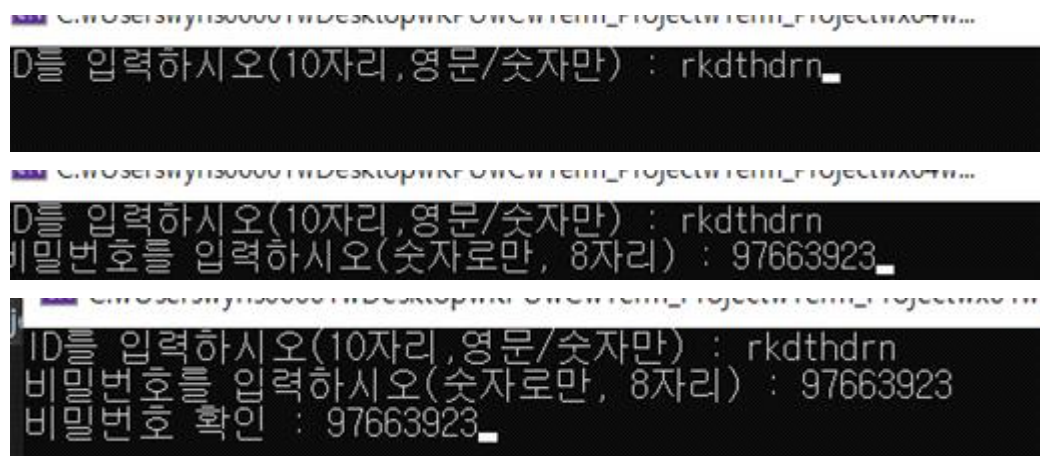 D를 입력하시오(10자리,영문/숫자만) : rkdthdrn
D를 입력하시오(10자리,영문/숫자만) : rkdthdrn
비밀번호를 입력하시오(숫자로만, 8자리) : 97663923
ID를 입력하시오(10자리,영문/숫자만) : rkdthdrn
비밀번호를 입력하시오(숫자로만, 8자리) : 97663923
비밀번호 확인 : 97663923